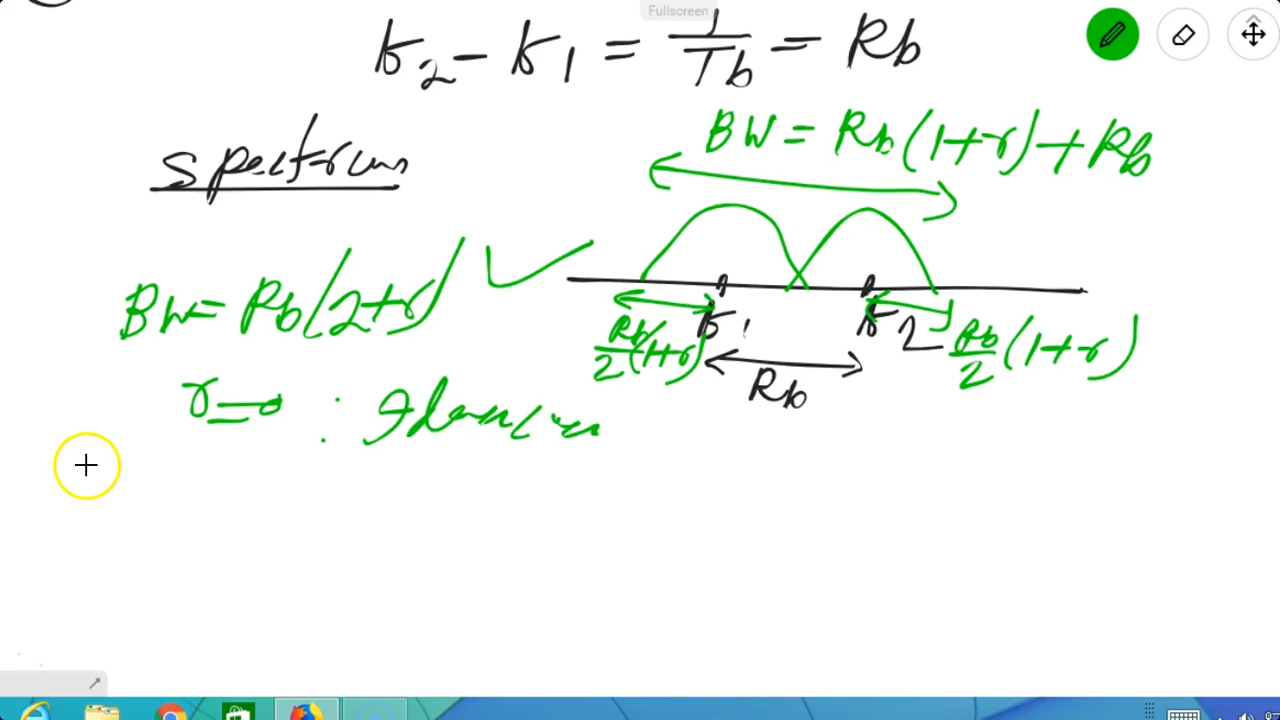 Fullscreen
f2 - f1 = 1/Tb = Rb
BW = Rb(1+r)+Rb
spectrum
BW = Rb(2+r) ✓
f1
f2
Rb/2(1+r)
Rb/2(1+r)
Rb
r=0 :